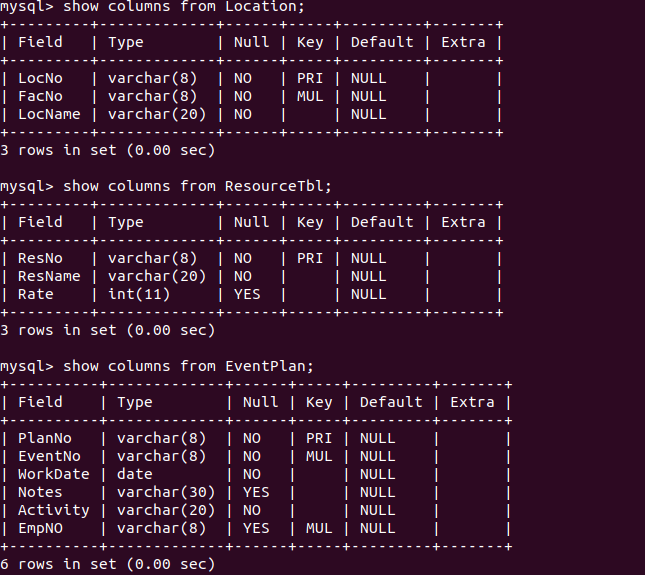 mysql> show columns from Location;
+---------+-------------+------+-----+---------+-------+
| Field   | Type        | Null | Key | Default | Extra |
+---------+-------------+------+-----+---------+-------+
| LocNo   | varchar(8)  | NO   | PRI | NULL    |       |
| FacNo   | varchar(8)  | NO   | MUL | NULL    |       |
| LocName | varchar(20) | NO   |     | NULL    |       |
+---------+-------------+------+-----+---------+-------+
3 rows in set (0.00 sec)
mysql> show columns from ResourceTbl;
+---------+-------------+------+-----+---------+-------+
| Field   | Type        | Null | Key | Default | Extra |
+---------+-------------+------+-----+---------+-------+
| ResNo   | varchar(8)  | NO   | PRI | NULL    |       |
| ResName | varchar(20) | NO   |     | NULL    |       |
| Rate    | int(11)     | YES  |     | NULL    |       |
+---------+-------------+------+-----+---------+-------+
3 rows in set (0.00 sec)
mysql> show columns from EventPlan;
+----------+-------------+------+-----+---------+-------+
| Field    | Type        | Null | Key | Default | Extra |
+----------+-------------+------+-----+---------+-------+
| PlanNo   | varchar(8)  | NO   | PRI | NULL    |       |
| EventNo  | varchar(8)  | NO   | MUL | NULL    |       |
| WorkDate | date        | NO   |     | NULL    |       |
| Notes    | varchar(30) | YES  |     | NULL    |       |
| Activity | varchar(20) | NO   |     | NULL    |       |
| EmpNO    | varchar(8)  | YES  | MUL | NULL    |       |
+----------+-------------+------+-----+---------+-------+
6 rows in set (0.00 sec)